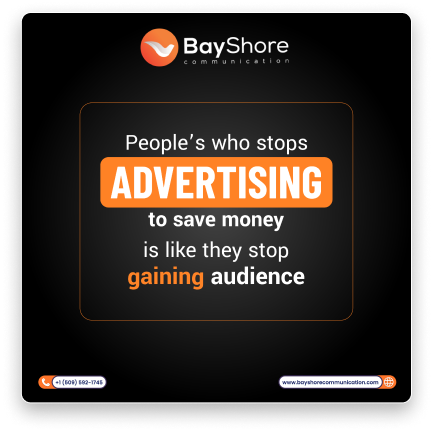 BayShore
communication
People's who stops
ADVERTISING
to save money
is like they stop
gaining audience
+1 (509) 592-1745
www.bayshorecommunication.com